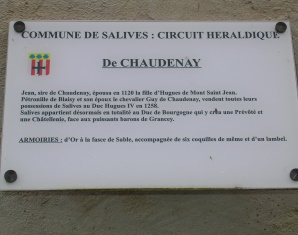 COMMUNE DE SALIVES : CIRCUIT HERALDIQUE
De CHAUDENAY
Jean, sire de Chaudenay, épousa en 1120 la fille d'Hugues de Mont Saint Jean.
Pétronille de Blaisy et son époux le chevalier Guy de Chaudenay, vendent toutes leurs
possessions de Salives au Duc Hugues IV en 1258.
Salives appartient désormais en totalité au Duc de Bourgogne qui y créa une Prévôté et
une Châtellenie, face aux puissants barons de Grancey.
ARMOIRIES : d'Or à la fasce de Sable, accompagnée de six coquilles de même et d'un lambel.